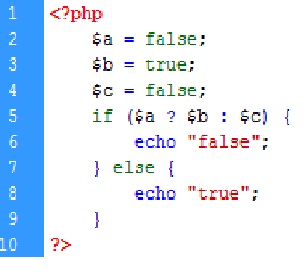 1 <?php
2 $a = false;
3 $b = true;
4 $c = false;
5 if ($a ? $b : $c) {
6 echo "false";
7 } else {
8 echo "true";
9 }
10 ?>